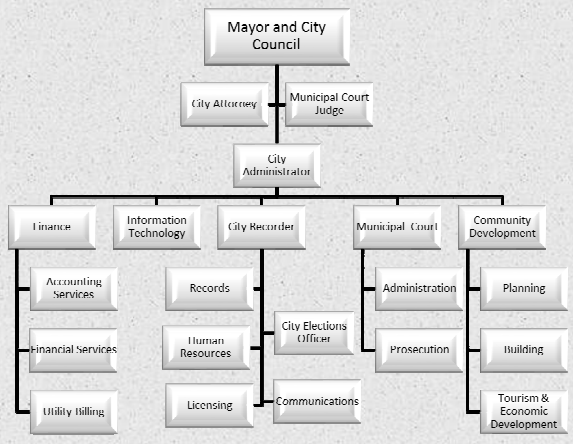 Mayor and City
Council
City Attorney
Municipal Court
Judge
City
Administrator
Finance
Information
Technology
City Recorder
Municipal Court
Community
Development
Accounting
Services
Records
Administration
Planning
City Elections
Officer
Financial Services
Human
Resources
Prosecution
Building
Utility Billing
Licensing
Communications
Tourism &
Economic
Development